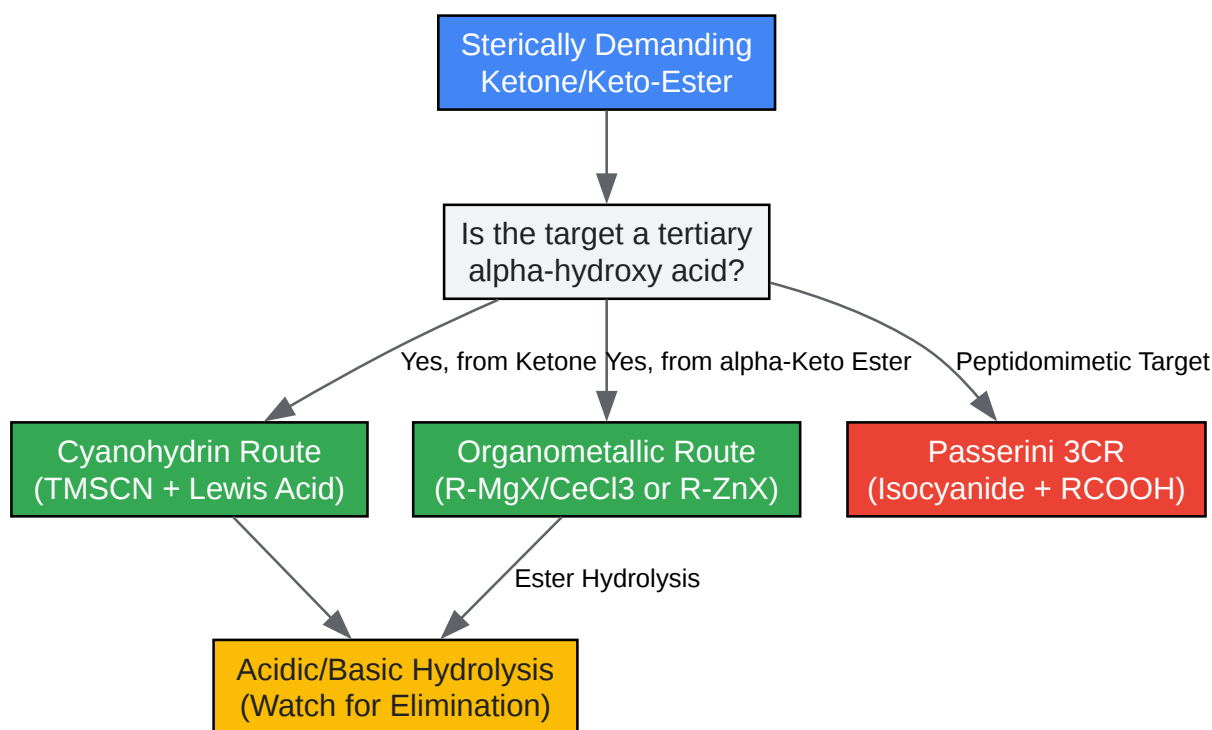 Sterically Demanding
Ketone/Keto-Ester
Is the target a tertiary
alpha-hydroxy acid?
Yes, from Ketone
Yes, from alpha-Keto Ester
Peptidomimetic Target
Cyanohydrin Route
(TMSCN + Lewis Acid)
Organometallic Route
(R-MgX/CeCl3 or R-ZnX)
Passerini 3CR
(Isocyanide + RCOOH)
Ester Hydrolysis
Acidic/Basic Hydrolysis
(Watch for Elimination)